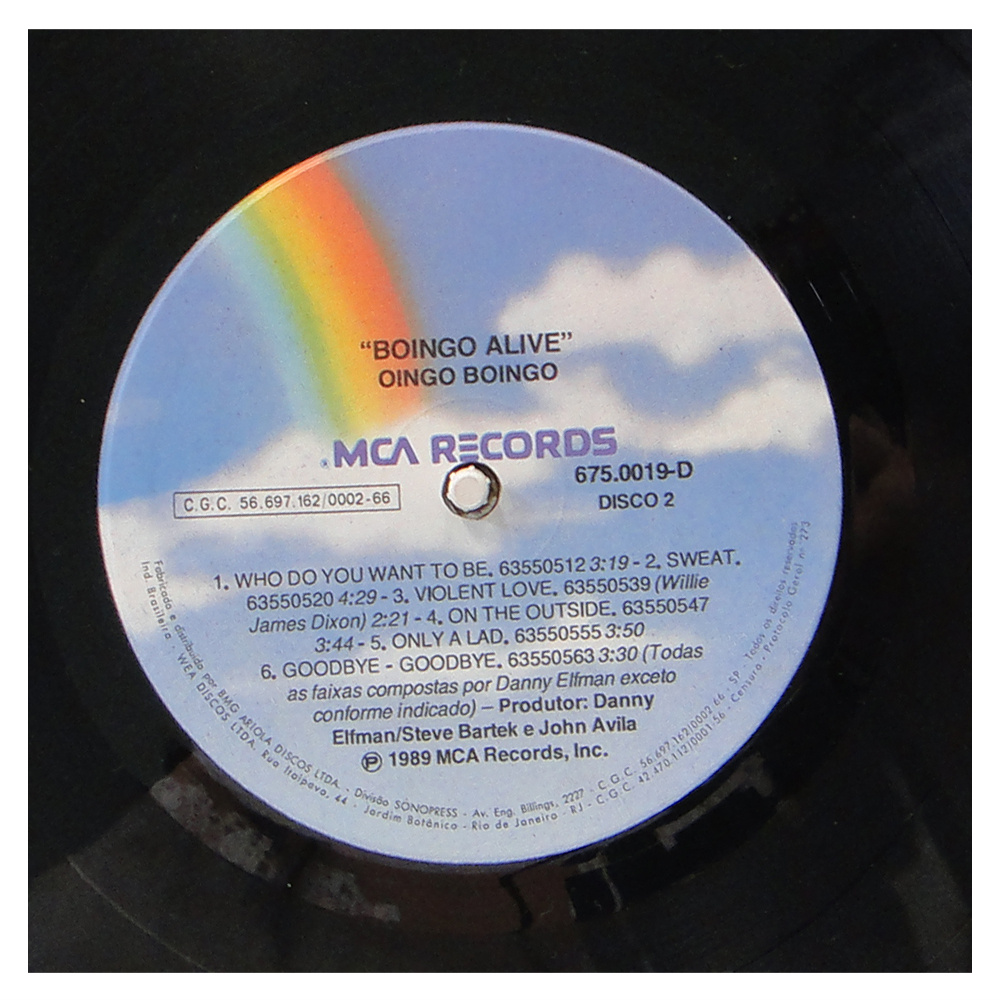 “BOINGO ALIVE”
OINGO BOINGO
MCA RECORDS
675.0019-D
C.G.C. 56.697.162/0002-66
DISCO 2
1. WHO DO YOU WANT TO BE. 63550512 3:19 - 2. SWEAT.
63550520 4:29 - 3. VIOLENT LOVE. 63550539 (Willie
James Dixon) 2:21 - 4. ON THE OUTSIDE. 63550547
3:44 - 5. ONLY A LAD. 63550555 3:50
6. GOODBYE - GOODBYE. 63550563 3:30 (Todas
as faixas compostas por Danny Elfman exceto
conforme indicado) – Produtor: Danny
Elfman/Steve Bartek e John Avila
Ⓟ 1989 MCA Records, Inc.
Fabricado e distribuido por BMG ARIOLA DISCOS LTDA. - Divisão SONOPRESS - Av. Eng. Billings, 2227 - C.G.C. 56.697.162/0002-66 - SP - Todos os direitos reservados
Ind. Brasileira - WEA DISCOS LTDA. Rua Itaipava, 44 - Jardim Botânico - Rio de Janeiro - RJ - C.G.C. 42.470.112/0001-56 - Censura - Protocolo Geral nº 273